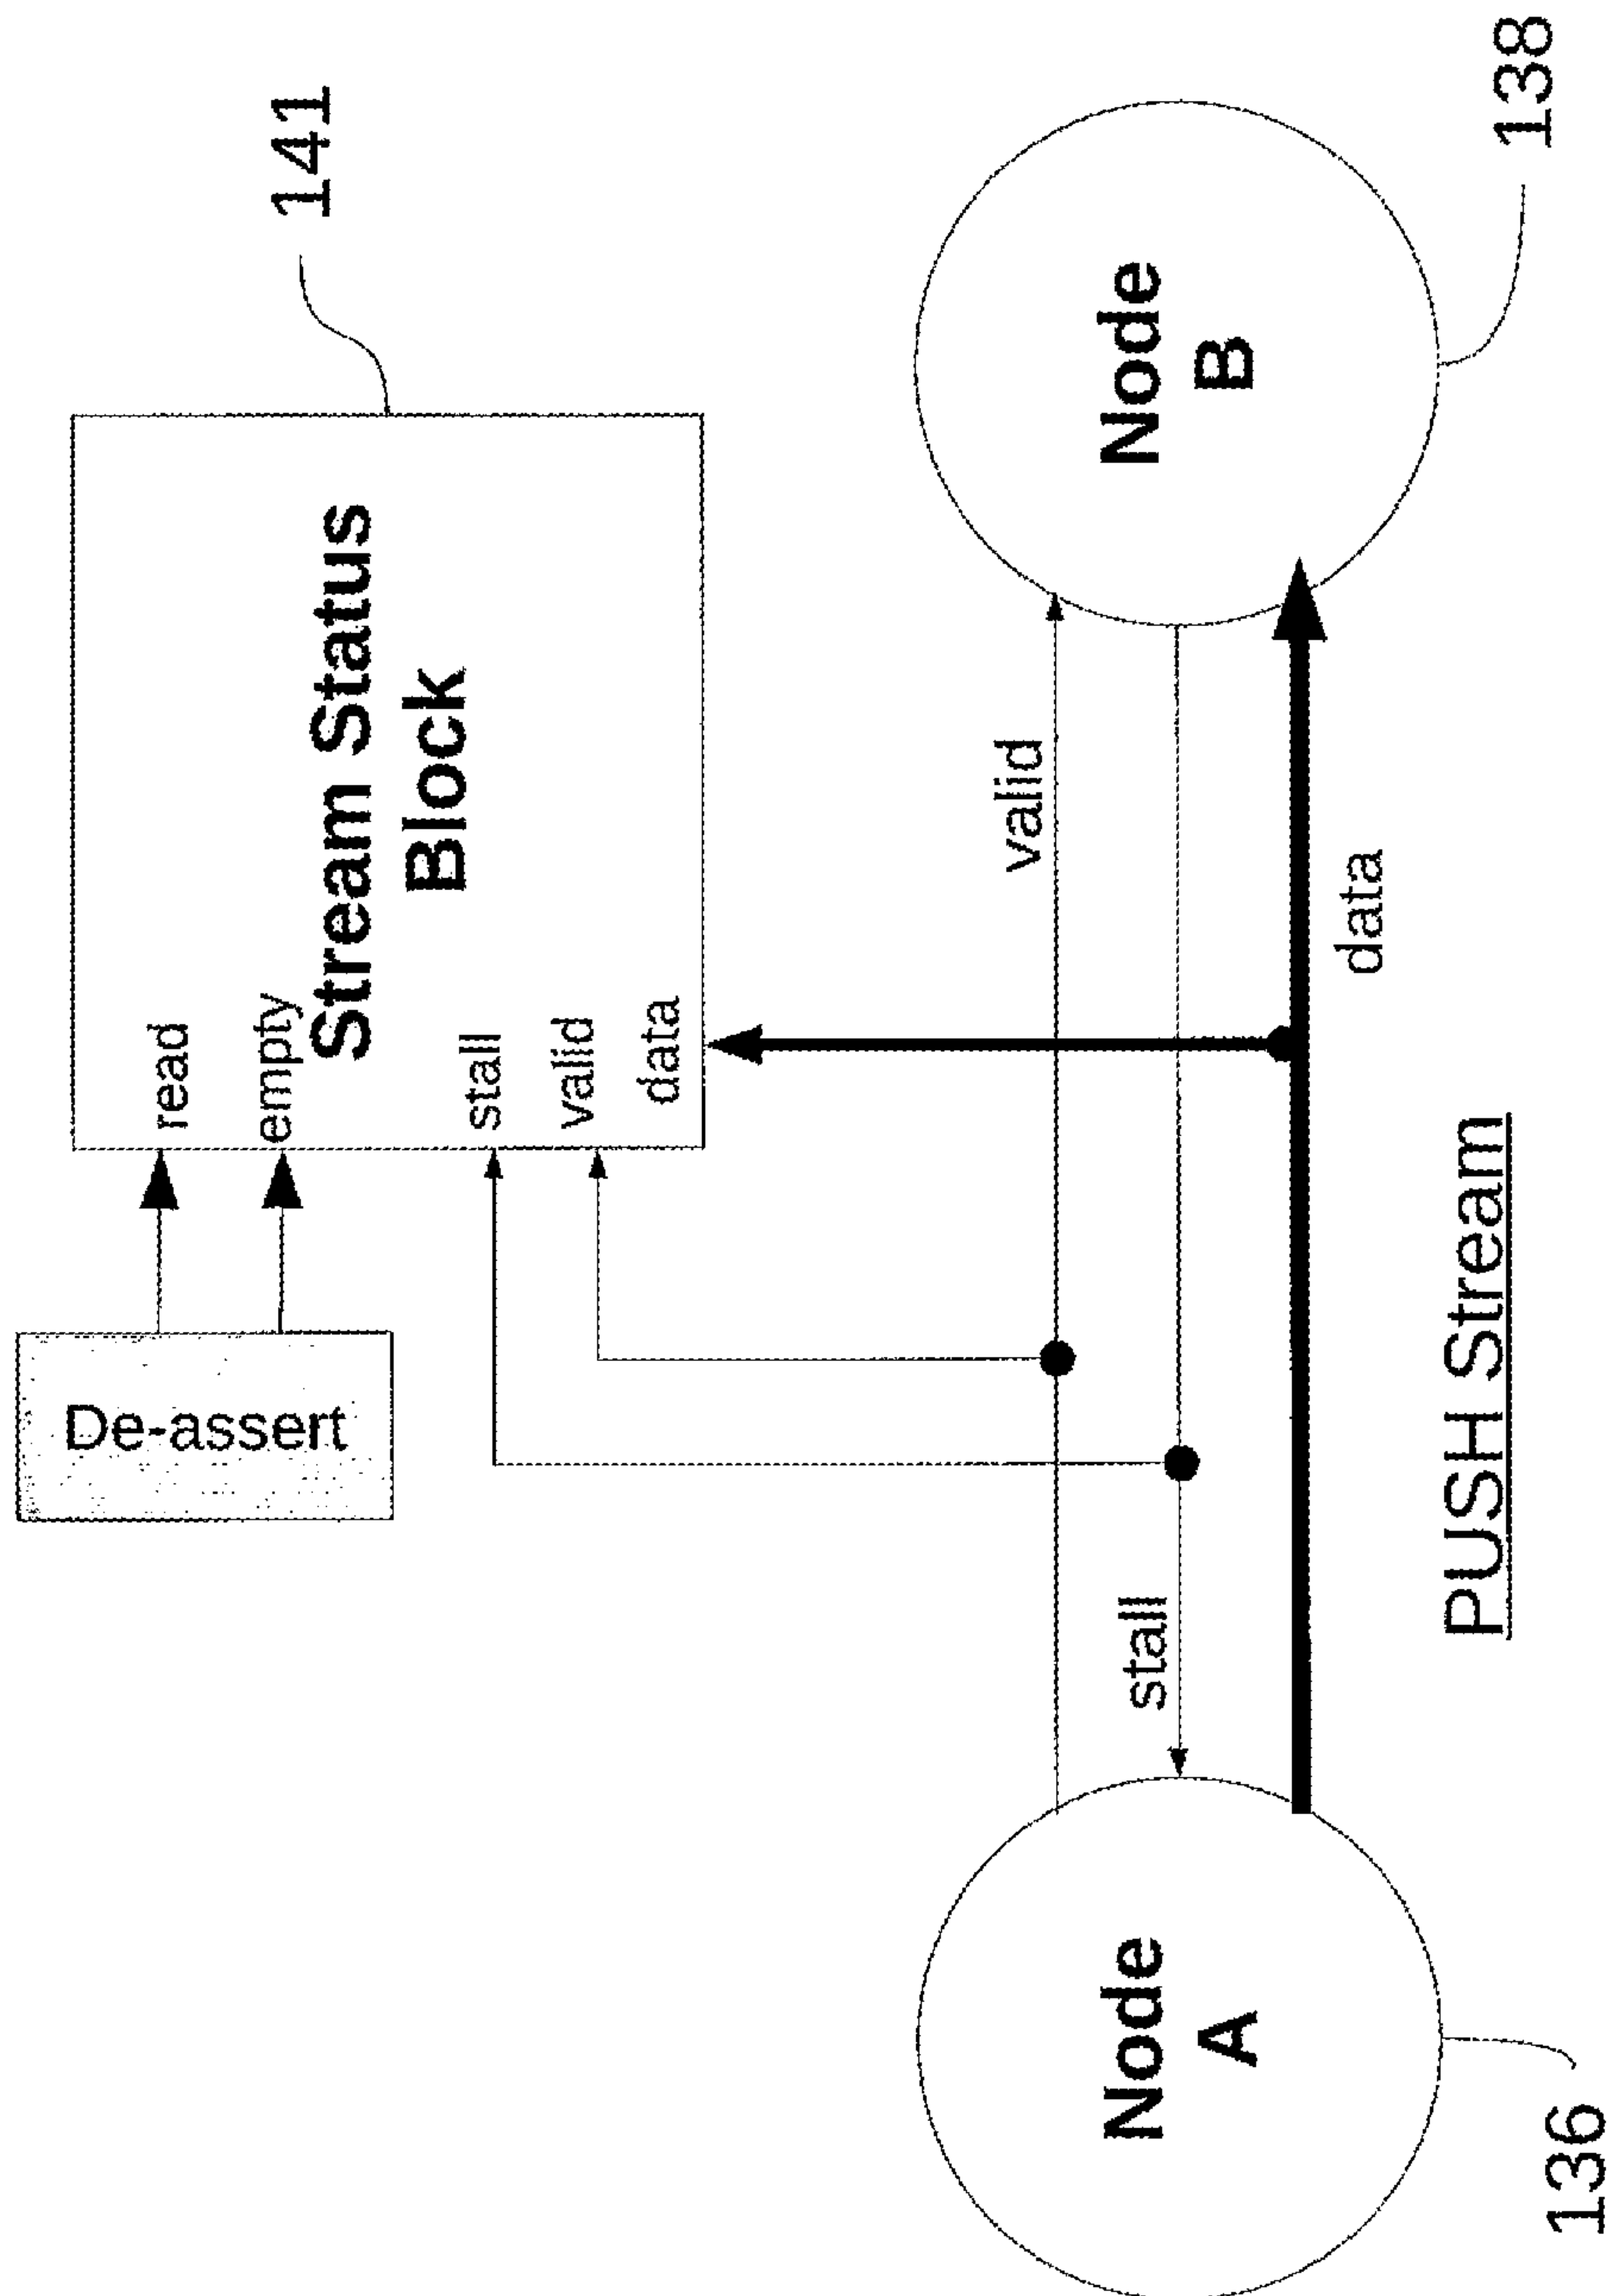 De-assert
read
empty
Stream Status
Block
stall
valid
data
141
valid
stall
data
Node
A
Node
B
136
138
PUSH Stream